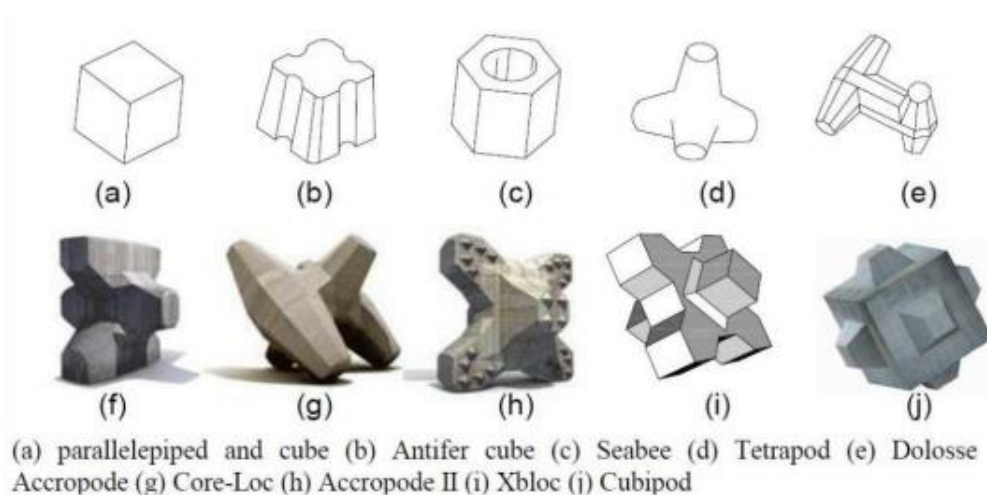 (a) (b) (c) (d) (e)
(f) (g) (h) (i) (j)
(a) parallelepiped and cube (b) Antifer cube (c) Seabee (d) Tetrapod (e) Dolosse
Accropode (g) Core-Loc (h) Accropode II (i) Xbloc (j) Cubipod